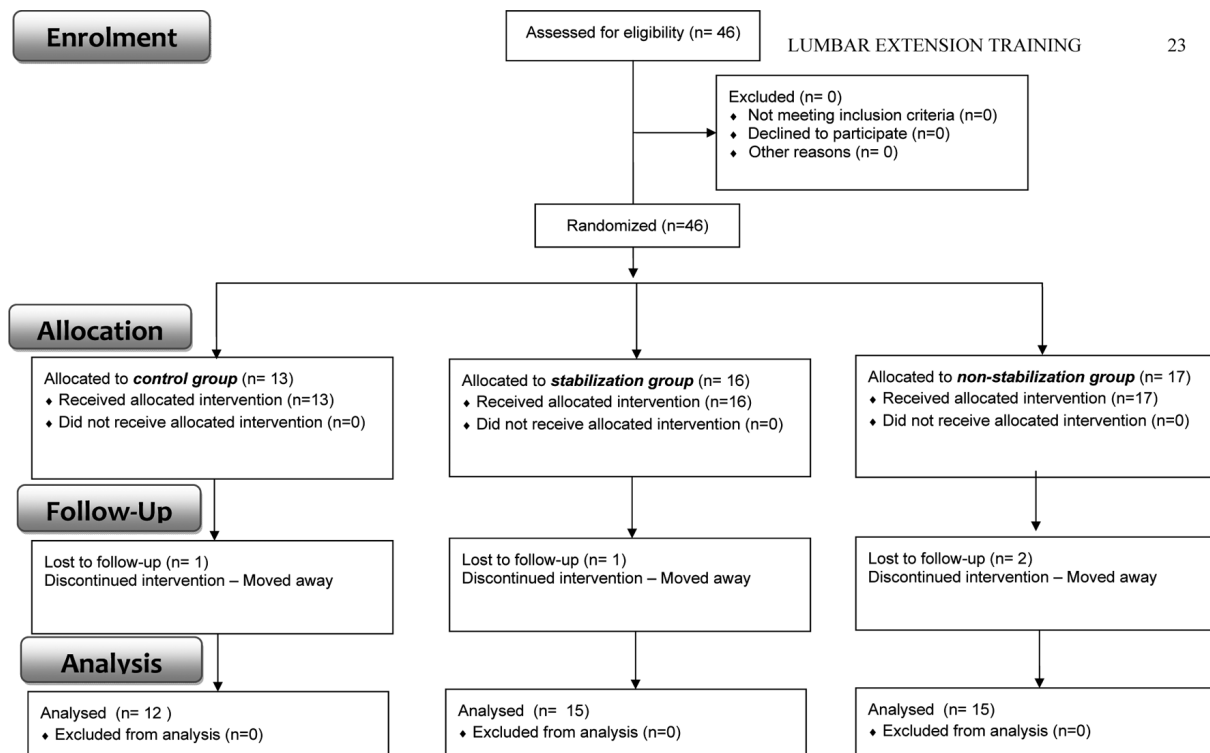 Enrolment
Assessed for eligibility (n= 46)
LUMBAR EXTENSION TRAINING 23
Excluded (n= 0)
♦ Not meeting inclusion criteria (n=0)
♦ Declined to participate (n=0)
♦ Other reasons (n= 0)
Randomized (n=46)
Allocation
Allocated to control group (n= 13)
♦ Received allocated intervention (n=13)
♦ Did not receive allocated intervention (n=0)
Allocated to stabilization group (n= 16)
♦ Received allocated intervention (n=16)
♦ Did not receive allocated intervention (n=0)
Allocated to non-stabilization group (n= 17)
♦ Received allocated intervention (n=17)
♦ Did not receive allocated intervention (n=0)
Follow-Up
Lost to follow-up (n= 1)
Discontinued intervention – Moved away
Lost to follow-up (n= 1)
Discontinued intervention – Moved away
Lost to follow-up (n= 2)
Discontinued intervention – Moved away
Analysis
Analysed (n= 12 )
♦ Excluded from analysis (n=0)
Analysed (n= 15)
♦ Excluded from analysis (n=0)
Analysed (n= 15)
♦ Excluded from analysis (n=0)